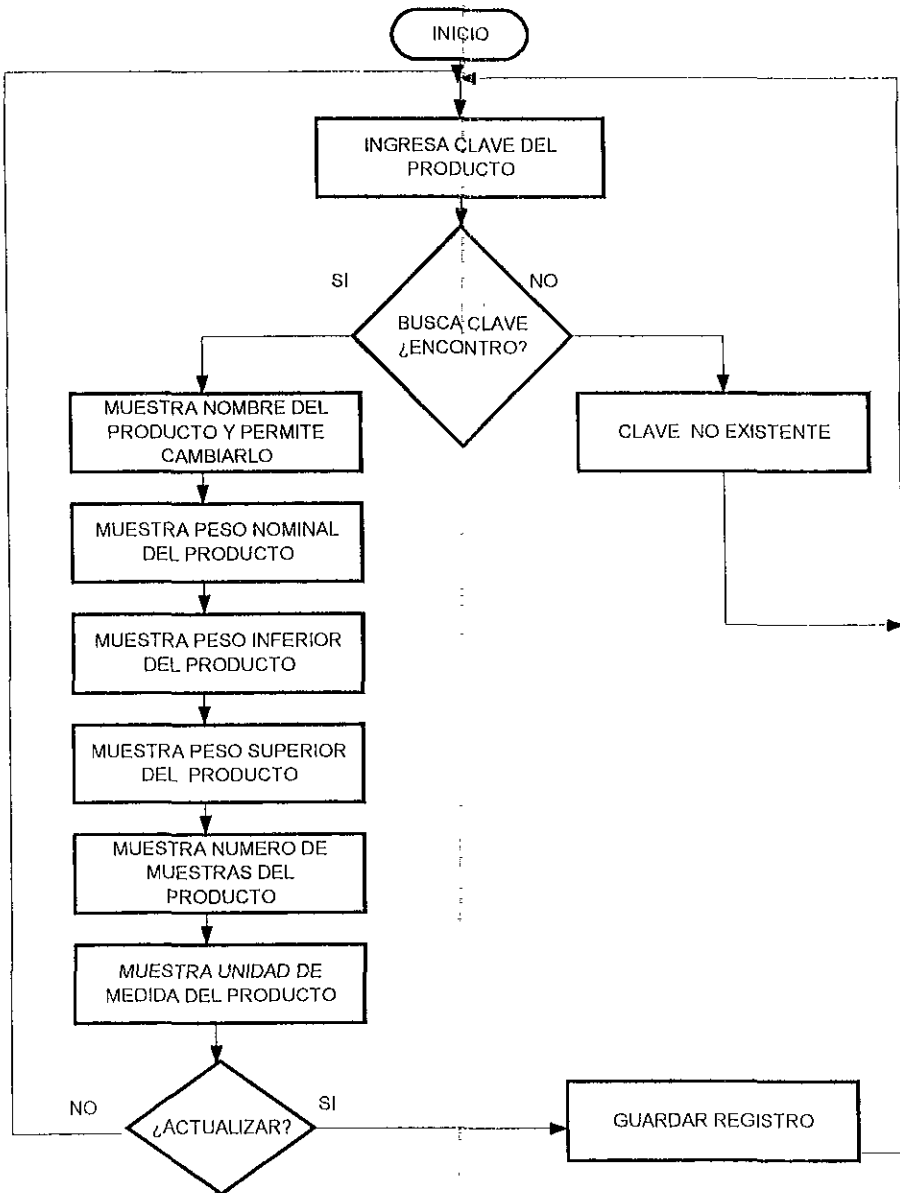 INICIO
INGRESA CLAVE DEL
PRODUCTO
SI
NO
BUSCA CLAVE
¿ENCONTRO?
MUESTRA NOMBRE DEL
PRODUCTO Y PERMITE
CAMBIARLO
CLAVE NO EXISTENTE
MUESTRA PESO NOMINAL
DEL PRODUCTO
MUESTRA PESO INFERIOR
DEL PRODUCTO
MUESTRA PESO SUPERIOR
DEL PRODUCTO
MUESTRA NUMERO DE
MUESTRAS DEL
PRODUCTO
MUESTRA UNIDAD DE
MEDIDA DEL PRODUCTO
NO
¿ACTUALIZAR?
SI
GUARDAR REGISTRO